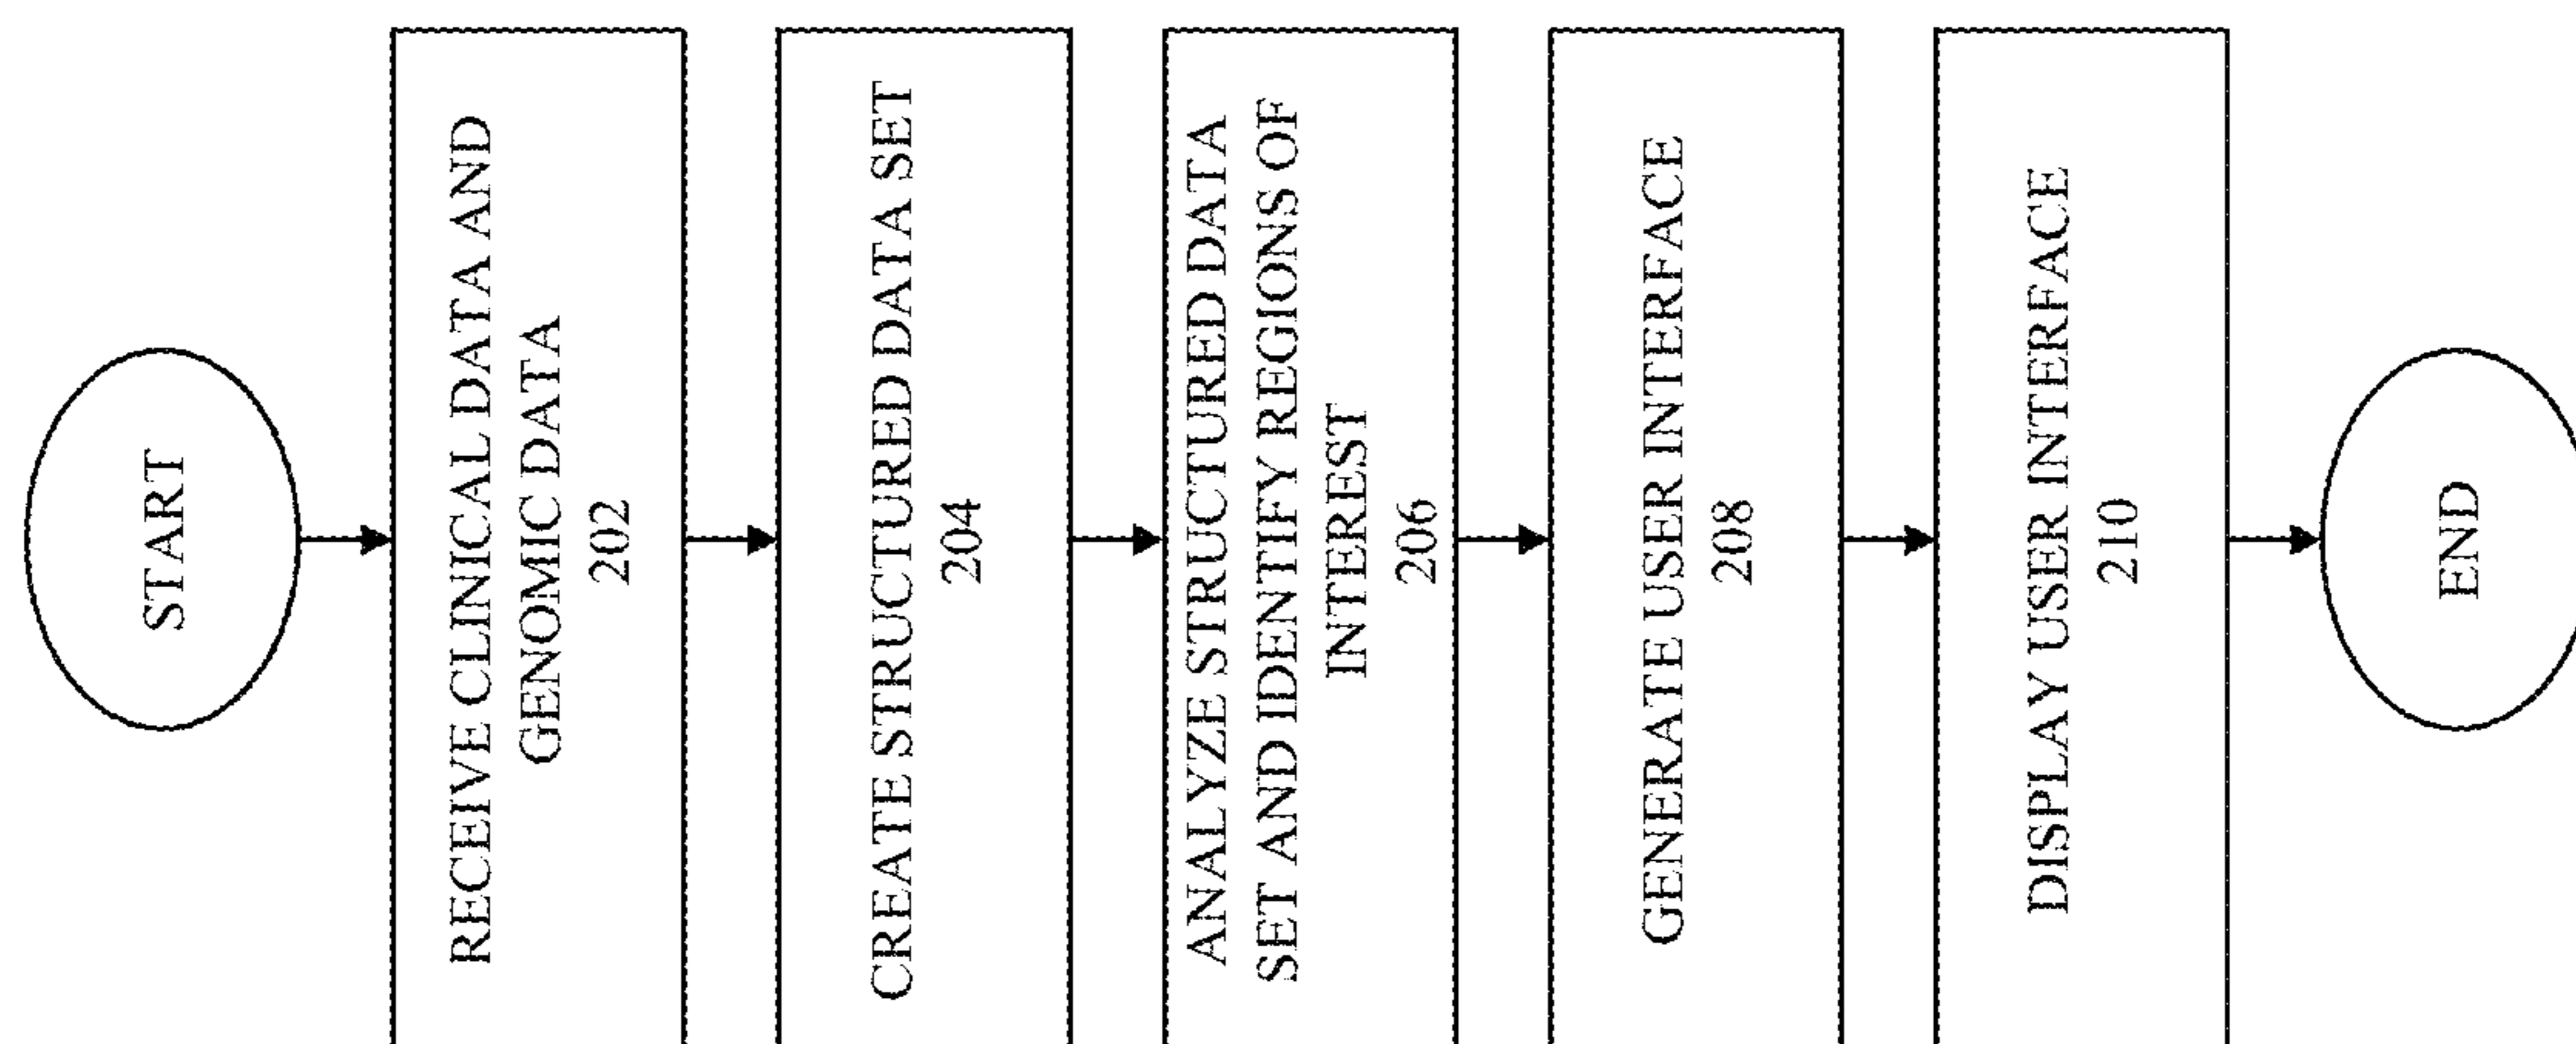 START
RECEIVE CLINICAL DATA AND
GENOMIC DATA
202
CREATE STRUCTURED DATA SET
204
ANALYZE STRUCTURED DATA
SET AND IDENTIFY REGIONS OF
INTEREST
206
GENERATE USER INTERFACE
208
DISPLAY USER INTERFACE
210
END